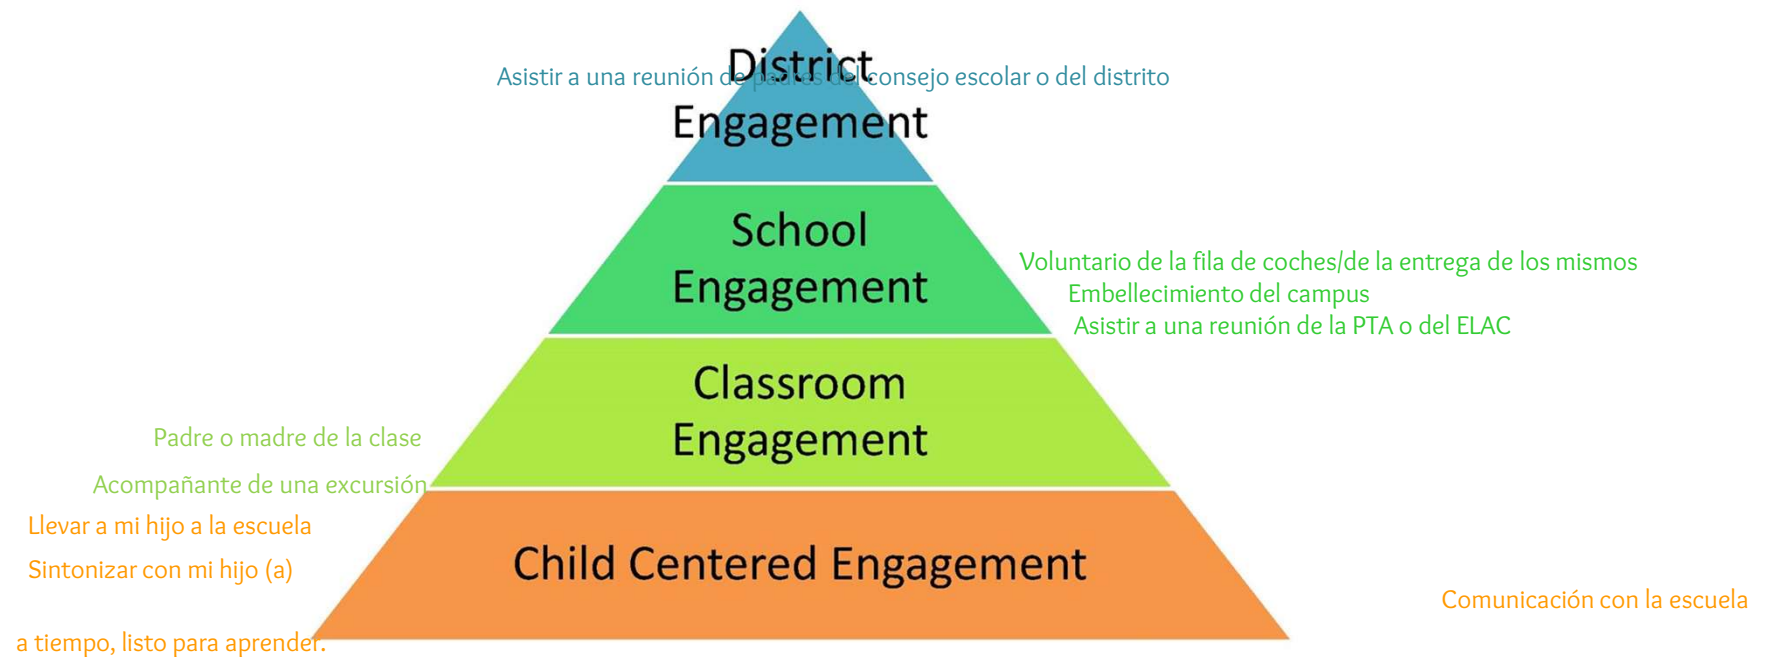 District
Asistir a una reunión de padres del consejo escolar o del distrito
Engagement
School
Engagement
Voluntario de la fila de coches/de la entrega de los mismos
Embellecimiento del campus
Asistir a una reunión de la PTA o del ELAC
Classroom
Engagement
Padre o madre de la clase
Acompañante de una excursión
Llevar a mi hijo a la escuela
Sintonizar con mi hijo (a)
Child Centered Engagement
Comunicación con la escuela
a tiempo, listo para aprender.